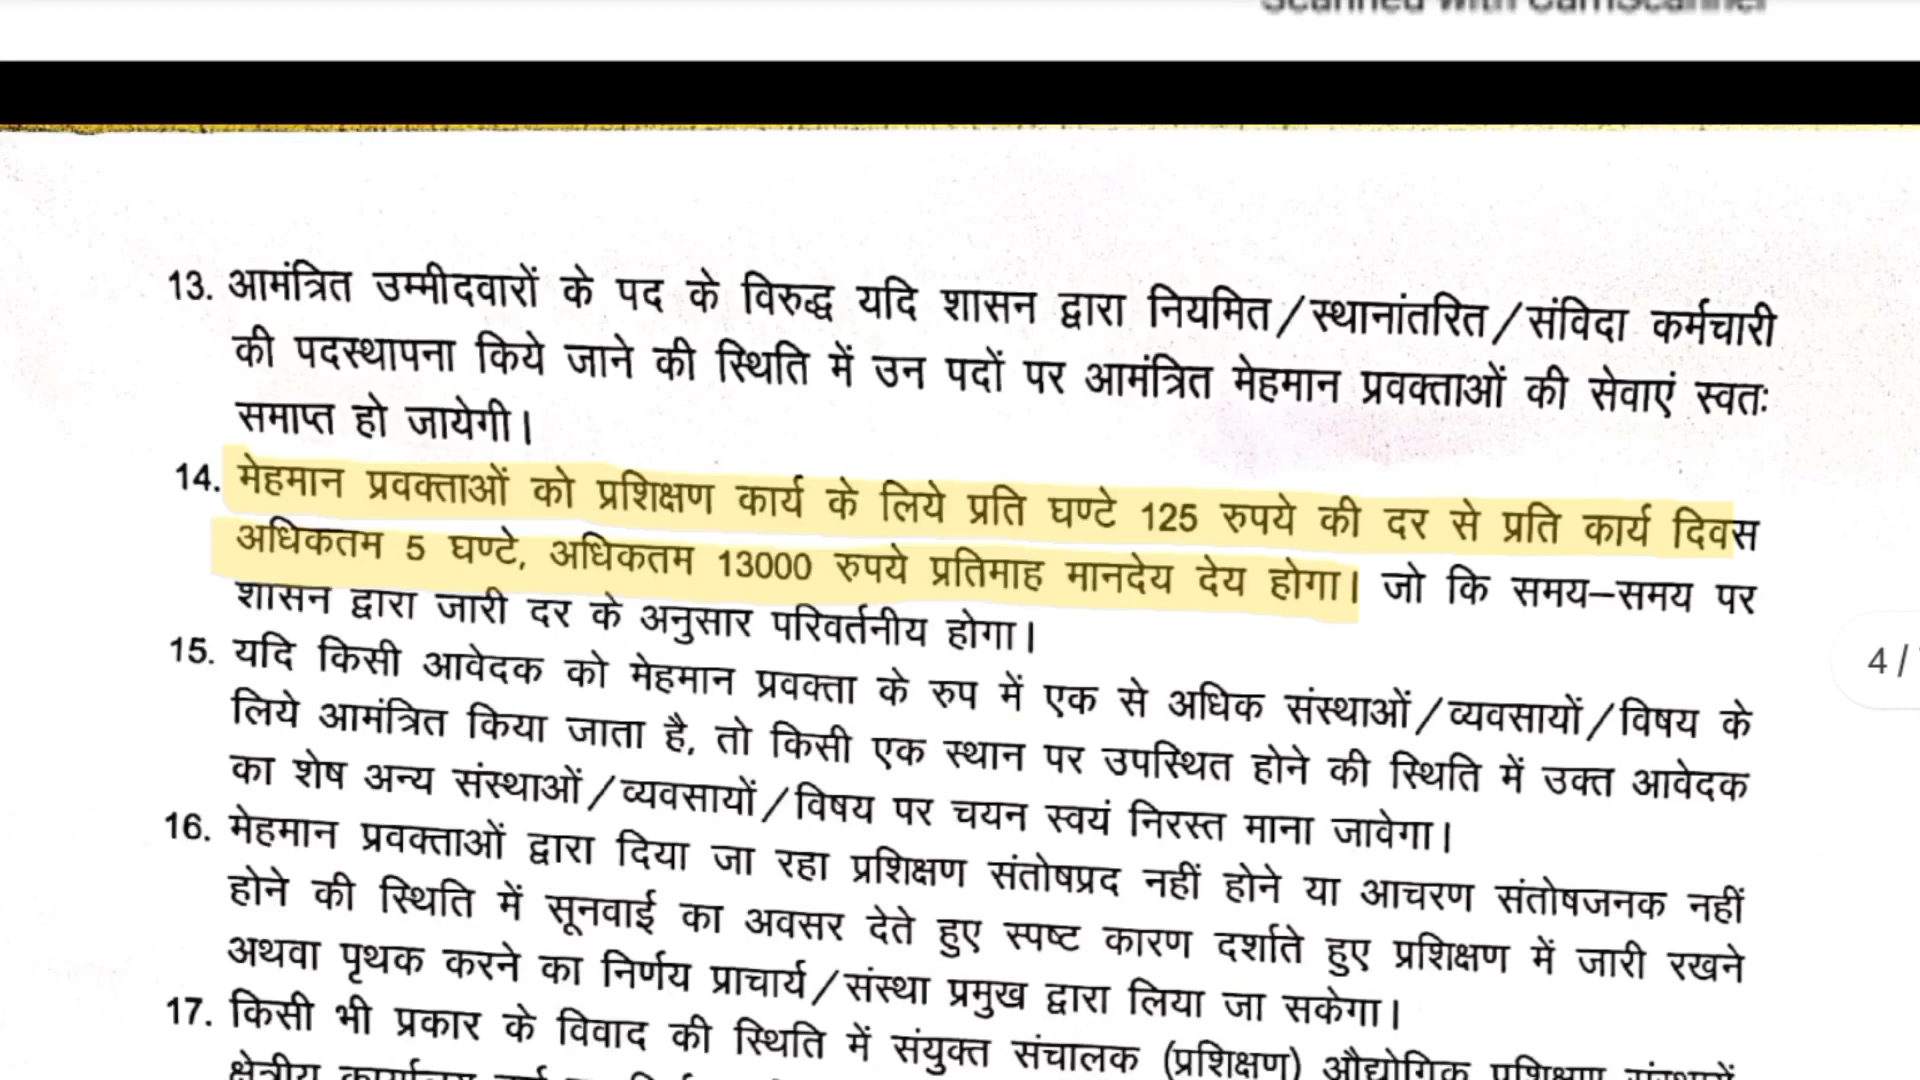 Scanned with CamScanner
13. आमंत्रित उम्मीदवारों के पद के विरुद्ध यदि शासन द्वारा नियमित/स्थानांतरित/संविदा कर्मचारी
की पदस्थापना किये जाने की स्थिति में उन पदों पर आमंत्रित मेहमान प्रवक्ताओं की सेवाएं स्वतः
समाप्त हो जायेगी।
14. मेहमान प्रवक्ताओं को प्रशिक्षण कार्य के लिये प्रति घण्टे 125 रुपये की दर से प्रति कार्य दिवस
अधिकतम 5 घण्टे, अधिकतम 13000 रुपये प्रतिमाह मानदेय देय होगा। जो कि समय–समय पर
शासन द्वारा जारी दर के अनुसार परिवर्तनीय होगा।
15. यदि किसी आवेदक को मेहमान प्रवक्ता के रुप में एक से अधिक संस्थाओं/व्यवसायों/विषय के
लिये आमंत्रित किया जाता है, तो किसी एक स्थान पर उपस्थित होने की स्थिति में उक्त आवेदक
का शेष अन्य संस्थाओं/व्यवसायों/विषय पर चयन स्वयं निरस्त माना जावेगा।
4/
16. मेहमान प्रवक्ताओं द्वारा दिया जा रहा प्रशिक्षण संतोषप्रद नहीं होने या आचरण संतोषजनक नहीं
होने की स्थिति में सूनवाई का अवसर देते हुए स्पष्ट कारण दर्शाते हुए प्रशिक्षण में जारी रखने
अथवा पृथक करने का निर्णय प्राचार्य/संस्था प्रमुख द्वारा लिया जा सकेगा।
17. किसी भी प्रकार के विवाद की स्थिति में संयुक्त संचालक (प्रशिक्षण) औद्योगिक प्रशिक्षण
क्षेत्रीय कार्यालय